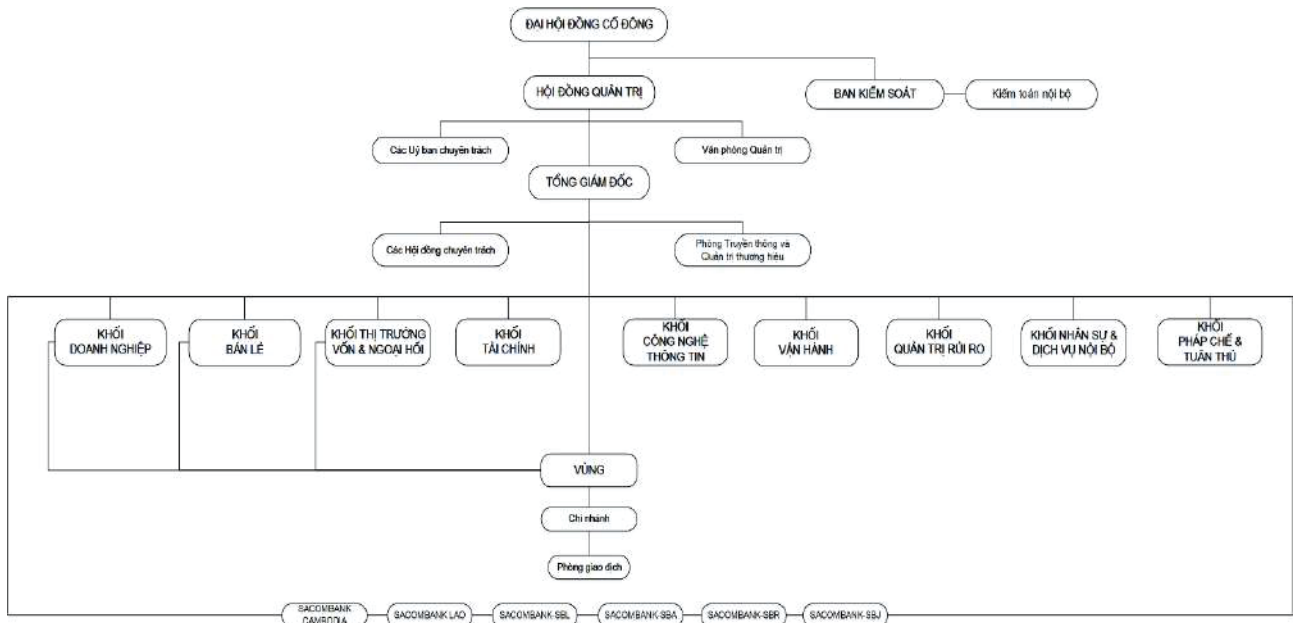 ĐẠI HỘI ĐỒNG CỔ ĐÔNG
HỘI ĐỒNG QUẢN TRỊ
BAN KIỂM SOÁT
Kiểm toán nội bộ
Các Uỷ ban chuyên trách
Văn phòng Quản trị
TỔNG GIÁM ĐỐC
Các Hội đồng chuyên trách
Phòng Truyền thông và
Quản trị thương hiệu
KHỐI
DOANH NGHIỆP
KHỐI
BÁN LẺ
KHỐI THỊ TRƯỜNG
VỐN & NGOẠI HỐI
KHỐI
TÀI CHÍNH
KHỐI
CÔNG NGHỆ
THÔNG TIN
KHỐI
VẬN HÀNH
KHỐI
QUẢN TRỊ RỦI RO
KHỐI NHÂN SỰ &
DỊCH VỤ NỘI BỘ
KHỐI
PHÁP CHẾ &
TUÂN THỦ
VÙNG
Chi nhánh
Phòng giao dịch
SACOMBANK
CAMBODIA
SACOMBANK LAO
SACOMBANK-SBL
SACOMBANK-SBA
SACOMBANK-SBR
SACOMBANK-SBJ